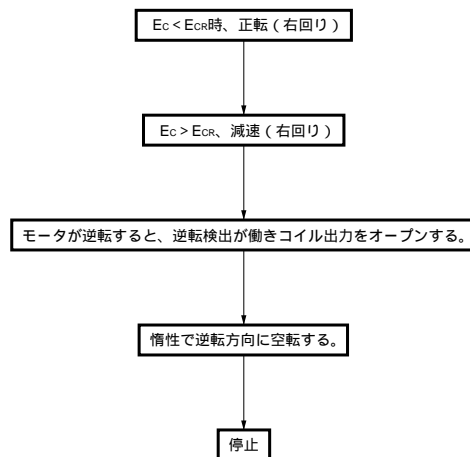 EC < ECR時、正転（右回り）
EC > ECR、減速（右回り）
モータが逆転すると、逆転検出が働きコイル出力をオープンする。
惰性で逆転方向に空転する。
停止